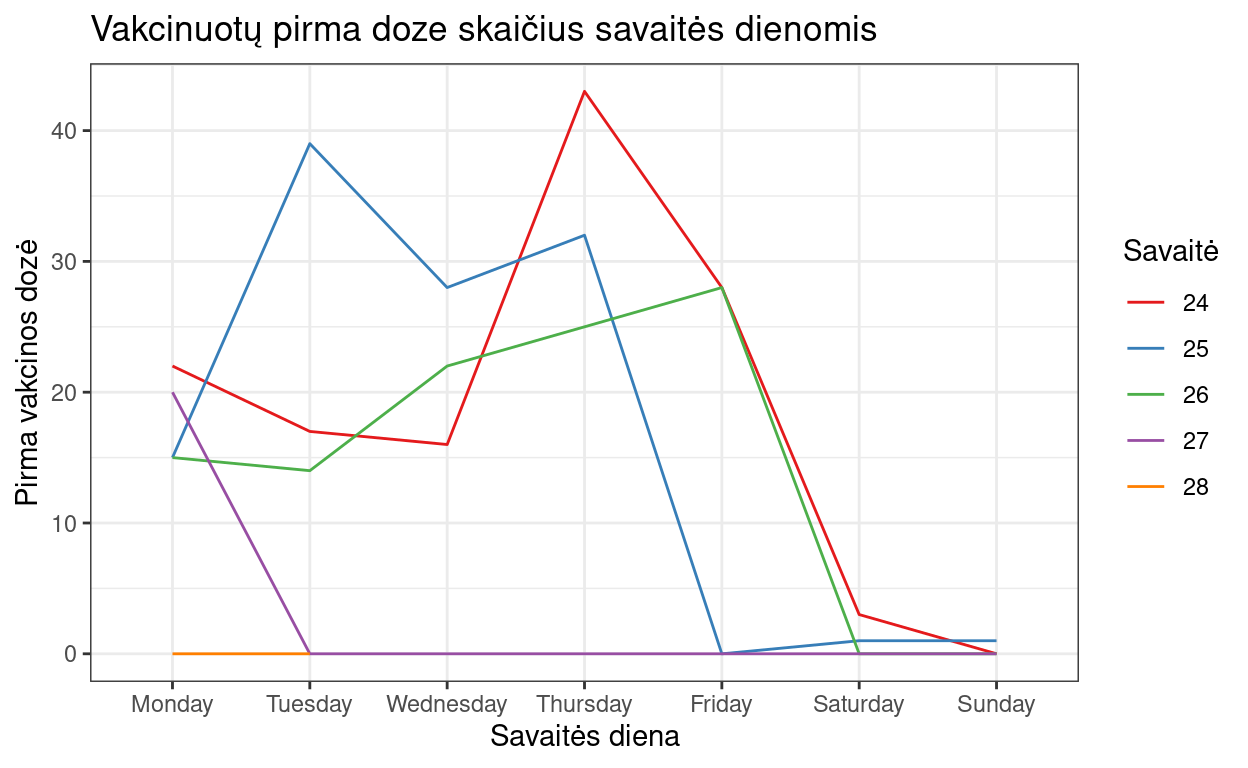 Vakcinuotų pirma doze skaičius savaitės dienomis
Pirma vakcinos dozė
40
30
20
10
0
Monday Tuesday Wednesday Thursday Friday Saturday Sunday
Savaitės diena
Savaitė
24
25
26
27
28